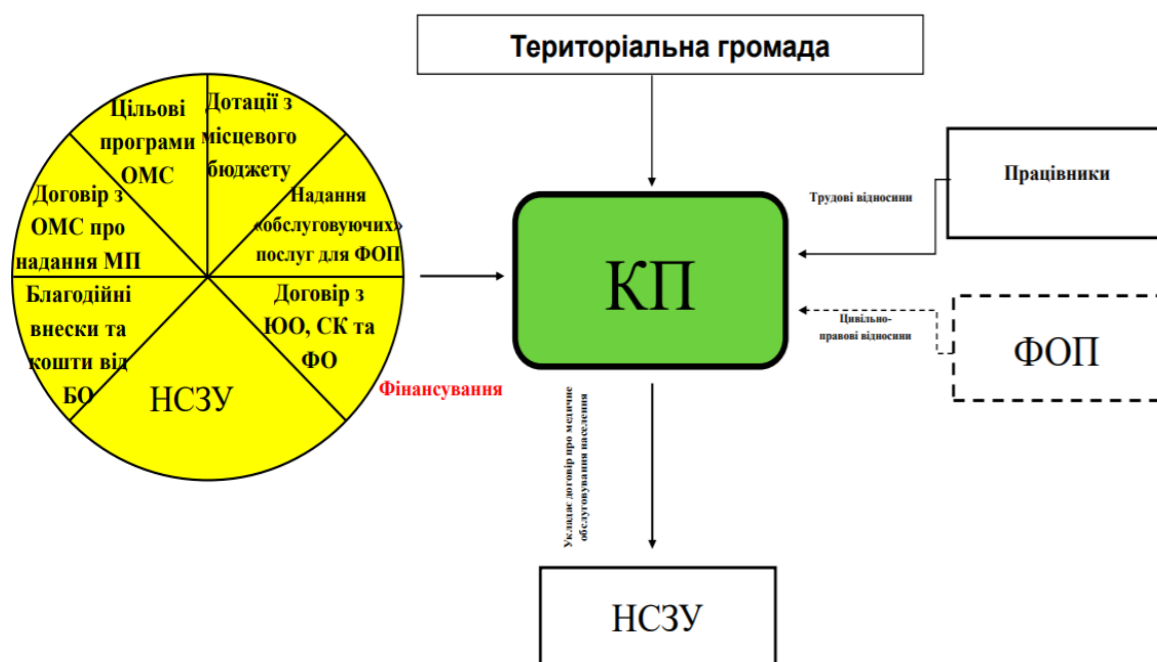 Територіальна громада
Цільові
програми
ОМС
Дотації з
місцевого
бюджету
Договір з
ОМС про
надання МП
Надання
«обслуговуючих»
послуг для ФОП
Благодійні
внески та
кошти від
БО
НСЗУ
Договір з
ЮО, СК та
ФО
Фінансування
КП
Трудові відносини
Працівники
Цивільно-
правові відносини
ФОП
Укладає договір про медичне
обслуговування населення
НСЗУ